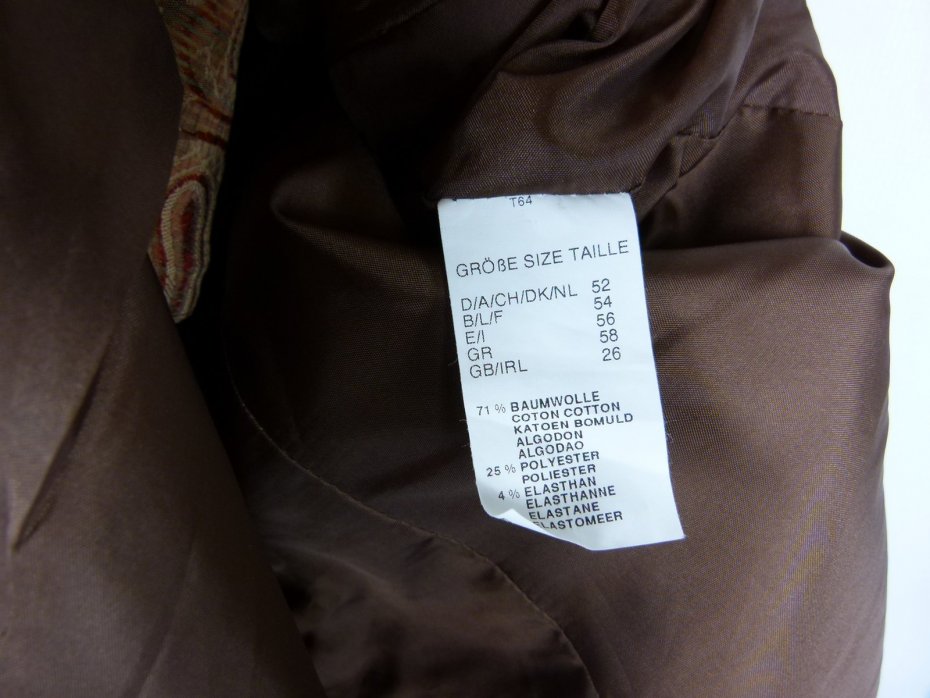 T64
GRÖßE SIZE TAILLE
D/A/CH/DK/NL 52
B/L/F 54
E/I 56
GR 58
GB/IRL 26
71 % BAUMWOLLE
COTON COTTON
KATOEN BOMULD
ALGODON
ALGODAO
25 % POLYESTER
POLIESTER
4 % ELASTHAN
ELASTHANNE
ELASTANE
ELASTOMEER